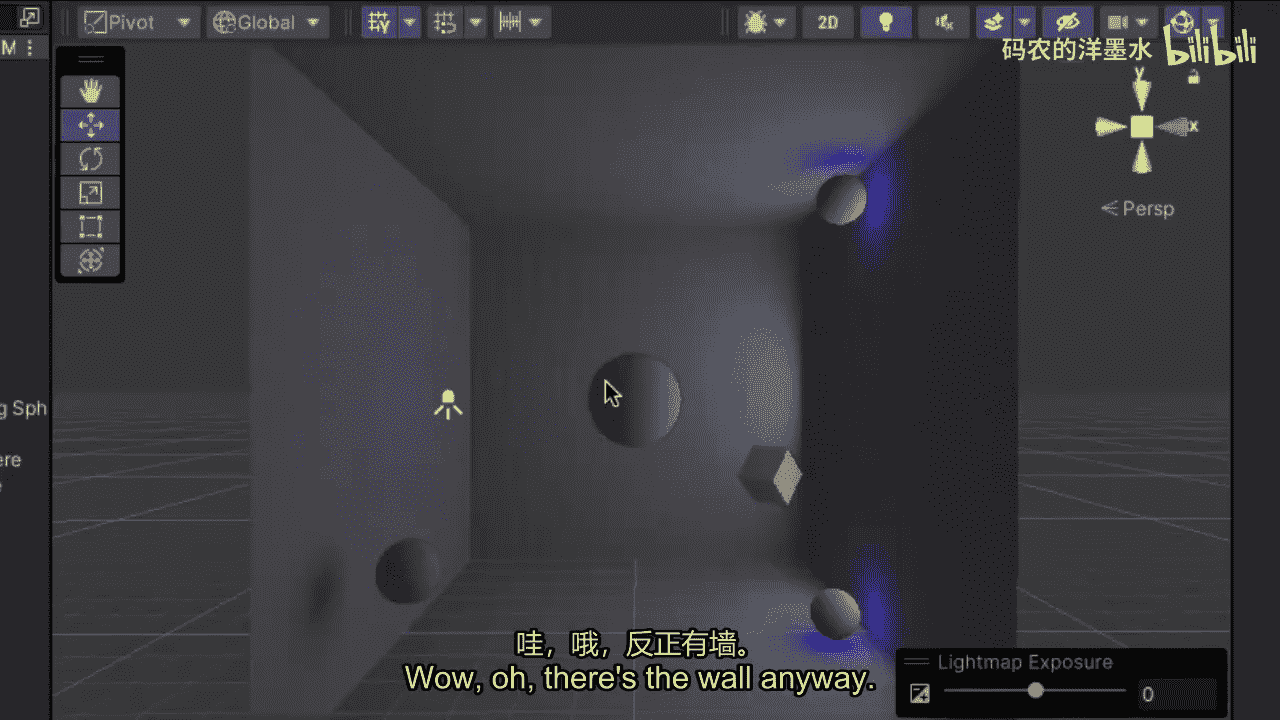 Pivot
Global
2D
M
码农的洋墨水 bilibili
y
x
Persp
g Sph
ere
e
哇，哦，反正有墙。
Wow, oh, there's the wall anyway.
Lightmap Exposure
0